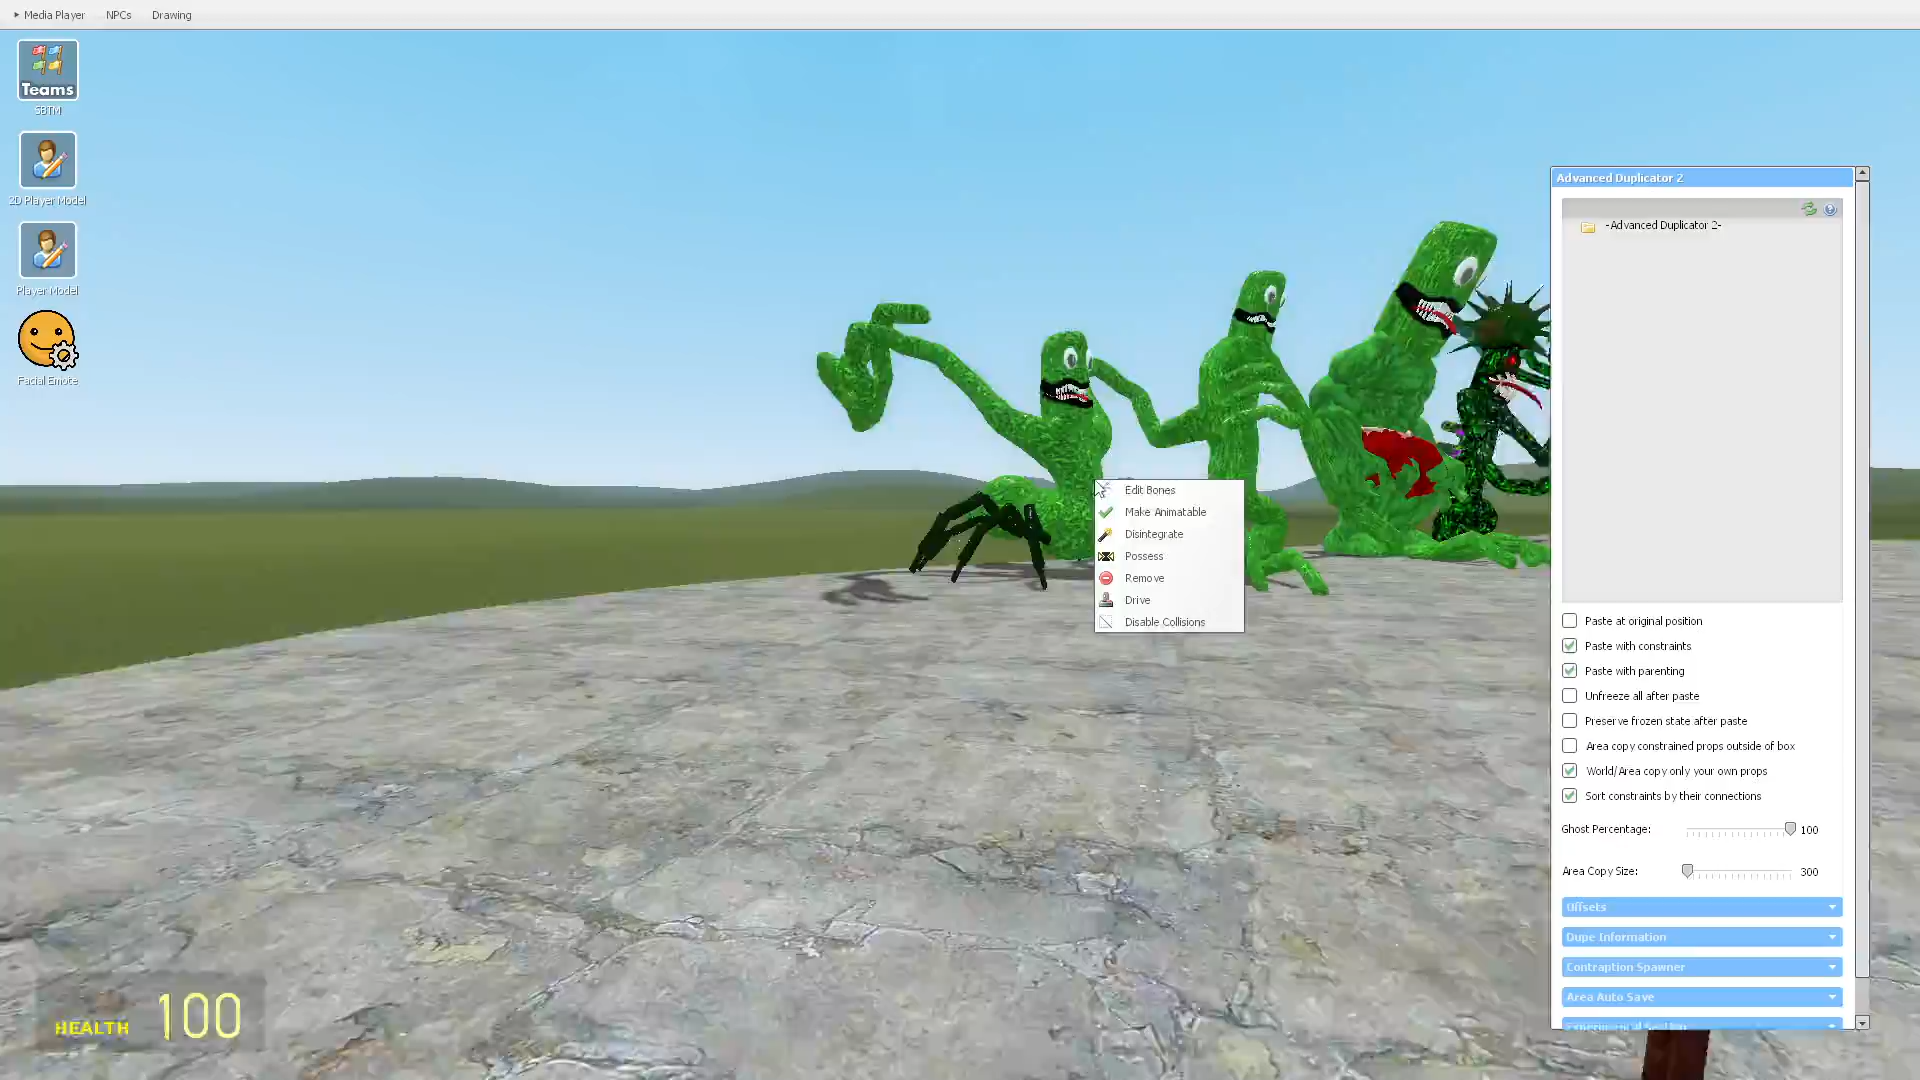 Media Player NPCs Drawing
Teams
SBTM
2D Player Model
Player Model
Facial Emote
Edit Bones
Make Animatable
Disintegrate
Possess
Remove
Drive
Disable Collisions
Advanced Duplicator 2
-Advanced Duplicator 2-
Paste at original position
Paste with constraints
Paste with parenting
Unfreeze all after paste
Preserve frozen state after paste
Area copy constrained props outside of box
World/Area copy only your own props
Sort constraints by their connections
Ghost Percentage: 100
Area Copy Size: 300
Offsets
Dupe Information
Contraption Spawner
Area Auto Save
Experimental Section
HEALTH 100